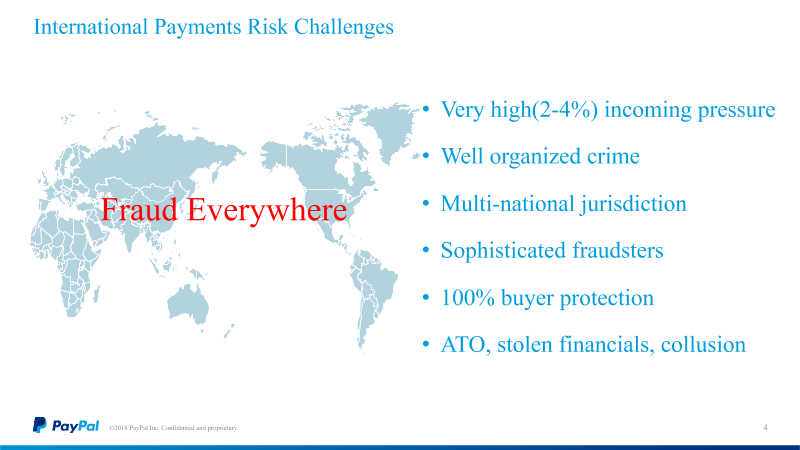 International Payments Risk Challenges
Fraud Everywhere
• Very high(2-4%) incoming pressure
• Well organized crime
• Multi-national jurisdiction
• Sophisticated fraudsters
• 100% buyer protection
• ATO, stolen financials, collusion
PayPal ©2018 PayPal Inc. Confidential and proprietary. 4